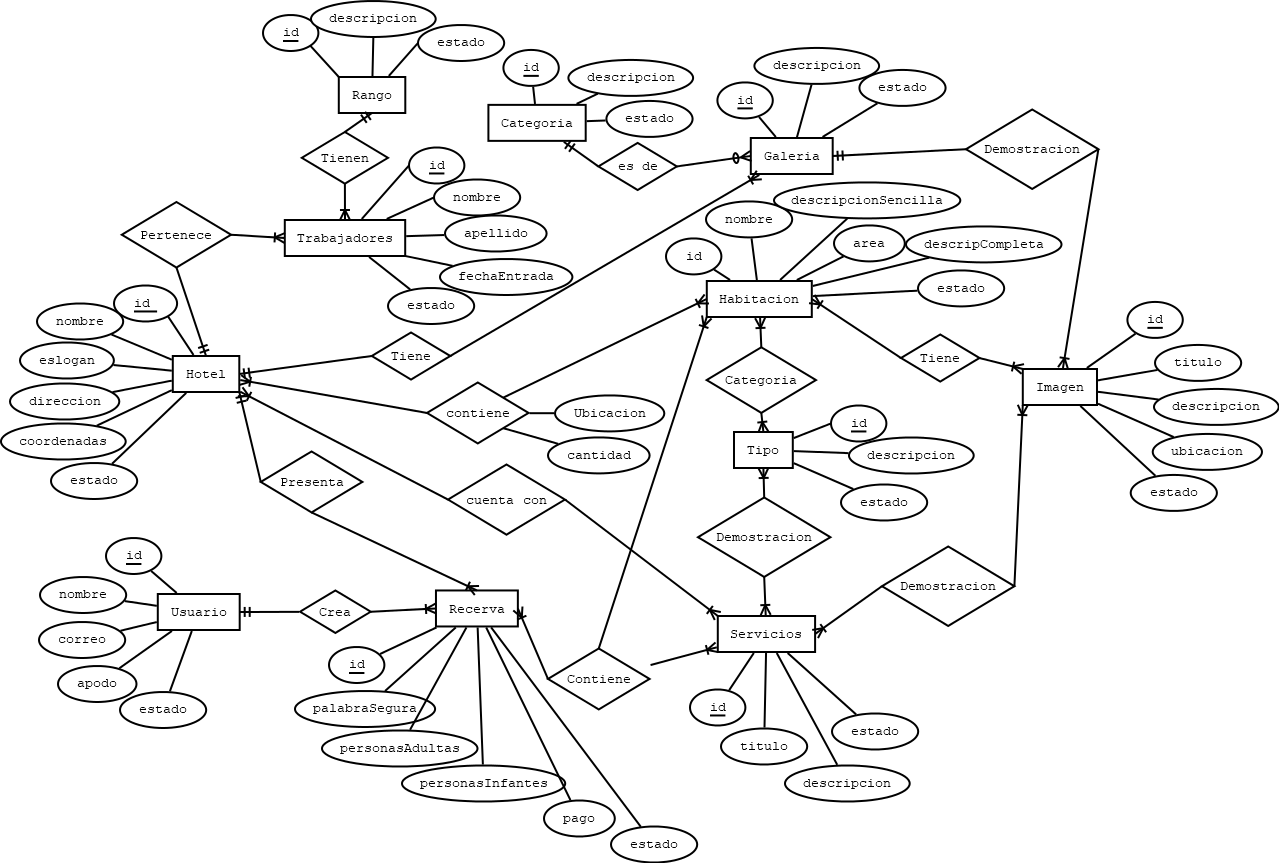 id
descripcion
estado
Rango
id
descripcion
estado
Categoria
descripcion
id
estado
Galeria
Demostracion
Tienen
es de
id
nombre
apellido
fechaEntrada
estado
Trabajadores
Pertenece
descripcionSencilla
nombre
area
descripCompleta
id
estado
Habitacion
id
nombre
eslogan
direccion
coordenadas
estado
Hotel
Tiene
Tiene
id
titulo
descripcion
ubicacion
estado
Imagen
Categoria
contiene
Ubicacion
cantidad
Tipo
id
descripcion
estado
Presenta
cuenta con
Demostracion
Demostracion
id
nombre
correo
apodo
estado
Usuario
Crea
Recerva
id
palabraSegura
personasAdultas
personasInfantes
pago
estado
Contiene
Servicios
id
titulo
descripcion
estado